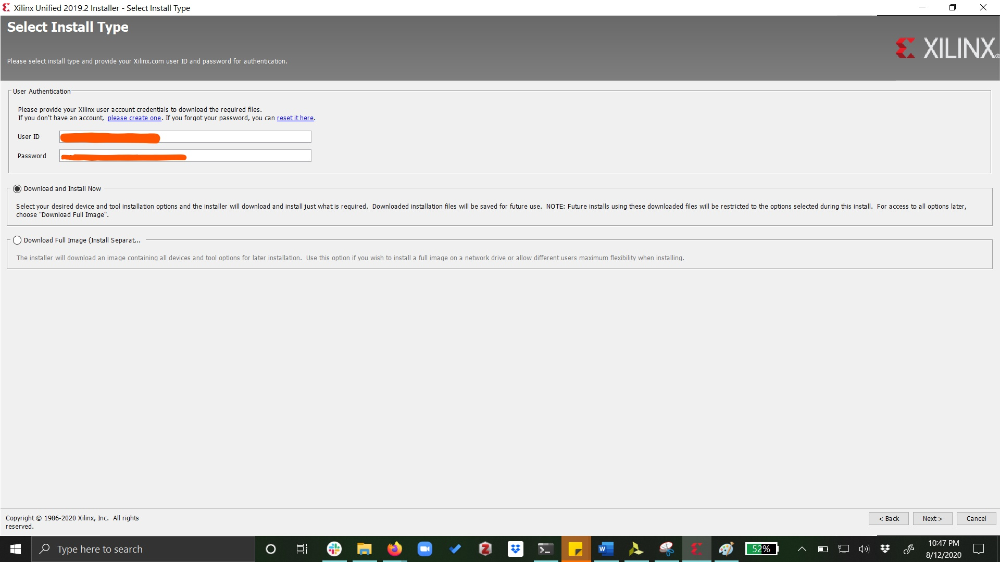 Xilinx Unified 2019.2 Installer - Select Install Type
Select Install Type
XILINX®
Please select install type and provide your Xilinx.com user ID and password for authentication.
User Authentication
Please provide your Xilinx user account credentials to download the required files.
If you don't have an account, please create one. If you forgot your password, you can reset it here.
User ID
Password
Download and Install Now
Select your desired device and tool installation options and the installer will download and install just what is required. Downloaded installation files will be saved for future use. NOTE: Future installs using these downloaded files will be restricted to the options selected during this install. For access to all options later,
choose "Download Full Image".
Download Full Image (Install Separat...
The installer will download an image containing all devices and tool options for later installation. Use this option if you wish to install a full image on a network drive or allow different users maximum flexibility when installing.
Copyright © 1986-2020 Xilinx, Inc. All rights
reserved.
< Back
Next >
Cancel
Type here to search
Z
W
52%
10:47 PM
8/12/2020